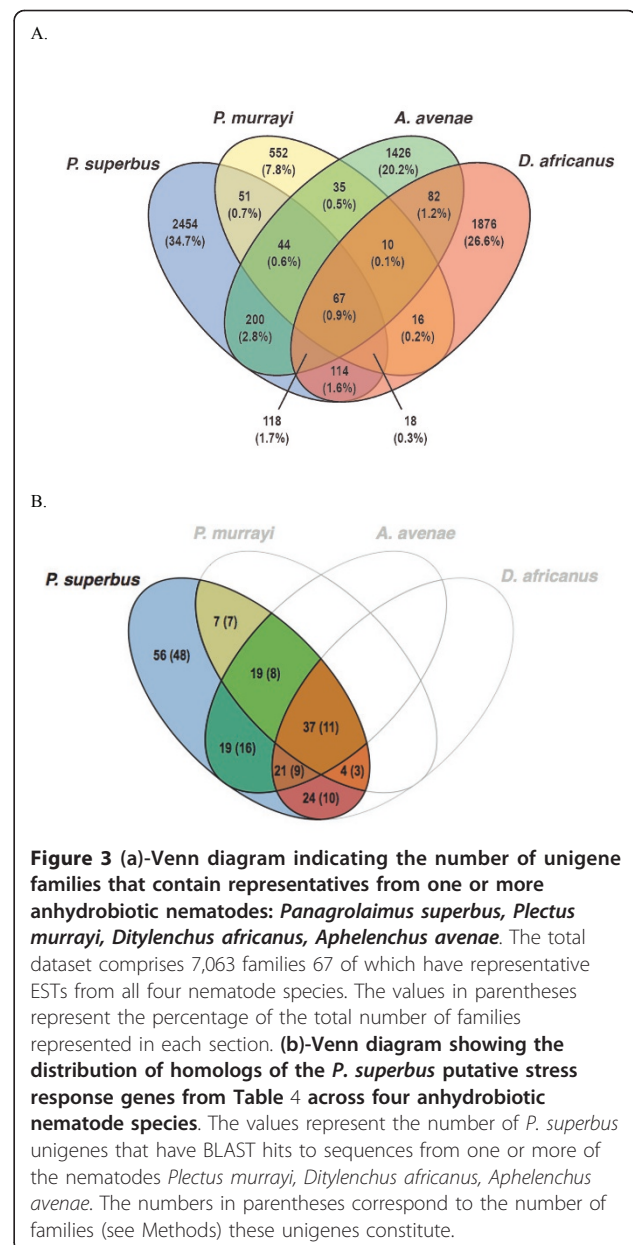 A.
P. murrayi
A. avenae
P. superbus
D. africanus
552
(7.8%)
1426
(20.2%)
51
(0.7%)
35
(0.5%)
82
(1.2%)
2454
(34.7%)
1876
(26.6%)
44
(0.6%)
10
(0.1%)
67
(0.9%)
200
(2.8%)
16
(0.2%)
114
(1.6%)
118
(1.7%)
18
(0.3%)
B.
P. murrayi
A. avenae
P. superbus
D. africanus
7 (7)
56 (48)
19 (8)
37 (11)
19 (16)
21 (9)
4 (3)
24 (10)
Figure 3 (a)-Venn diagram indicating the number of unigene
families that contain representatives from one or more
anhydrobiotic nematodes: Panagrolaimus superbus, Plectus
murrayi, Ditylenchus africanus, Aphelenchus avenae. The total
dataset comprises 7,063 families 67 of which have representative
ESTs from all four nematode species. The values in parentheses
represent the percentage of the total number of families
represented in each section. (b)-Venn diagram showing the
distribution of homologs of the P. superbus putative stress
response genes from Table 4 across four anhydrobiotic
nematode species. The values represent the number of P. superbus
unigenes that have BLAST hits to sequences from one or more of
the nematodes Plectus murrayi, Ditylenchus africanus, Aphelenchus
avenae. The numbers in parentheses correspond to the number of
families (see Methods) these unigenes constitute.